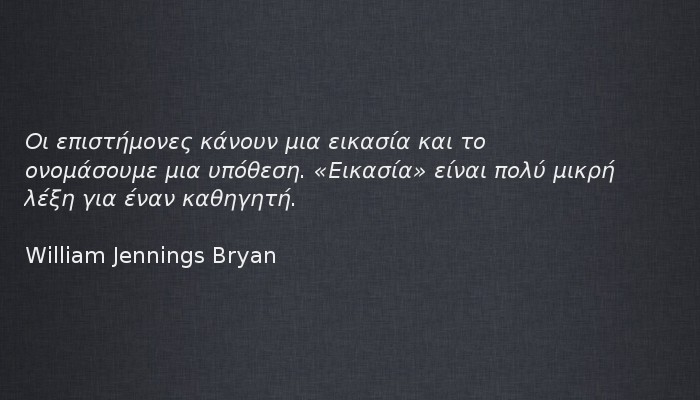 Οι επιστήμονες κάνουν μια εικασία και το
ονομάσουμε μια υπόθεση. «Εικασία» είναι πολύ μικρή
λέξη για έναν καθηγητή.
William Jennings Bryan